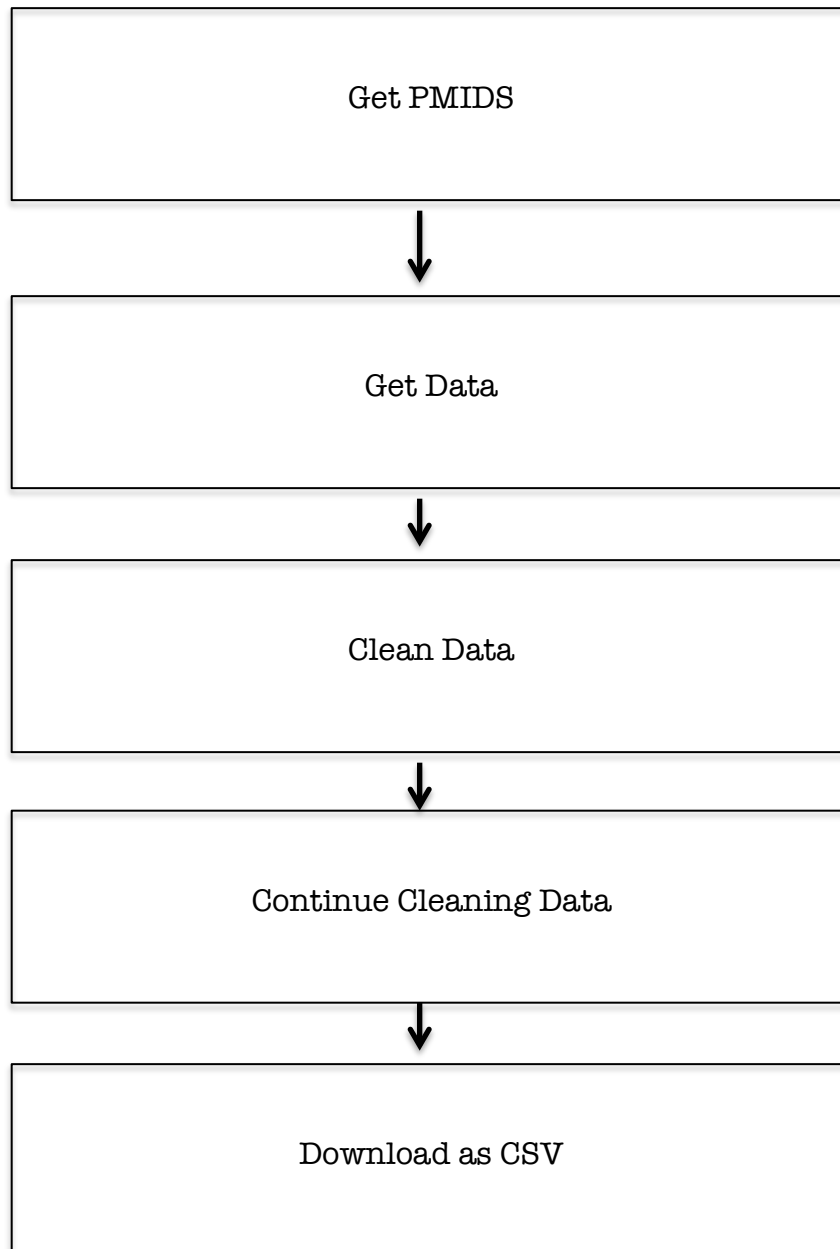 Get PMIDS
Get Data
Clean Data
Continue Cleaning Data
Download as CSV